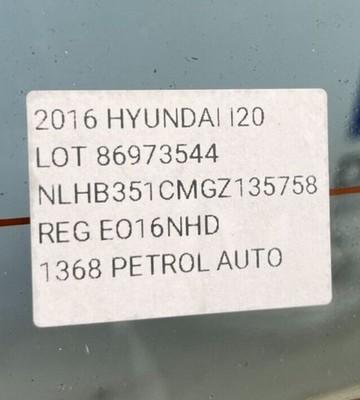 2016 HYUNDAI I20
LOT 86973544
NLHB351CMGZ135758
REG EO16NHD
1368 PETROL AUTO